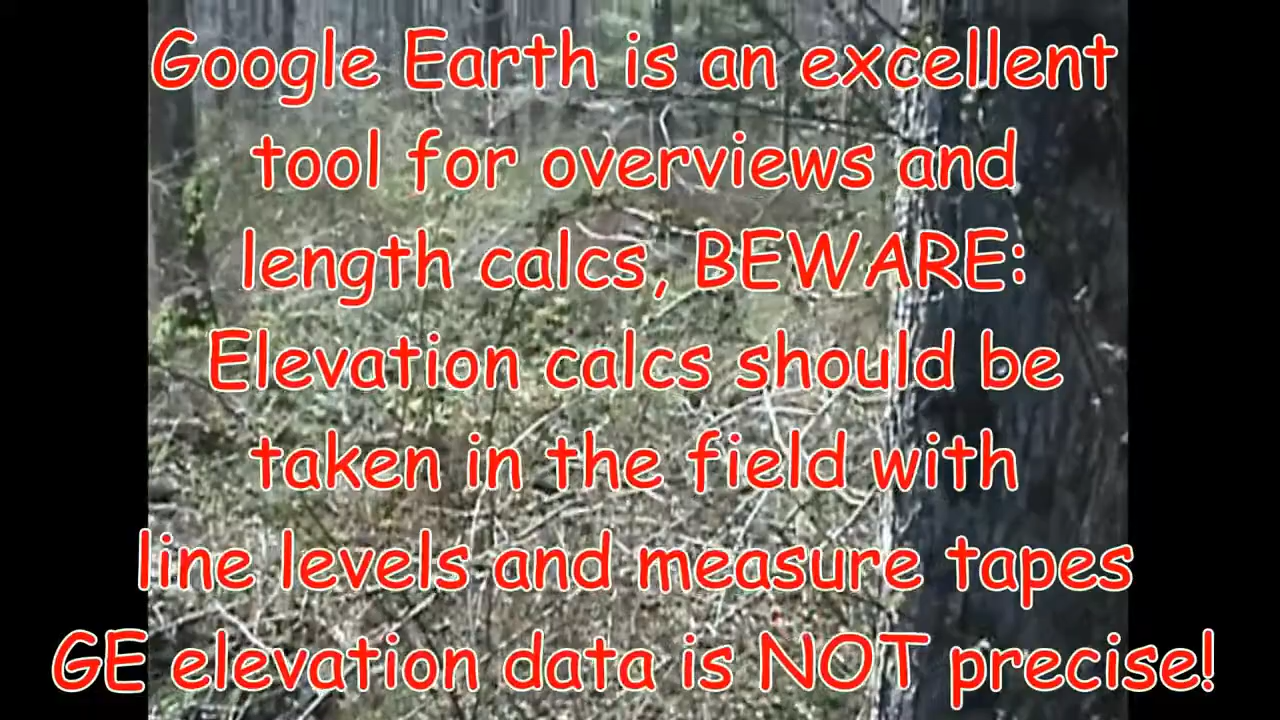 Google Earth is an excellent
tool for overviews and
length calcs, BEWARE:
Elevation calcs should be
taken in the field with
line levels and measure tapes
GE elevation data is NOT precise!